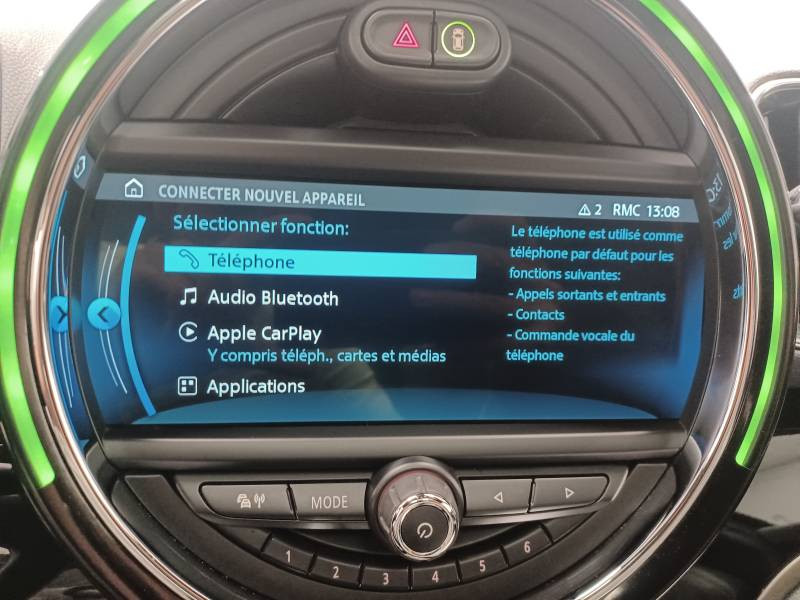 CONNECTER NOUVEL APPAREIL
2 RMC 13:08
Sélectionner fonction:
Téléphone
Audio Bluetooth
Apple CarPlay
Y compris téléph., cartes et médias
Applications
Le téléphone est utilisé comme
téléphone par défaut pour les
fonctions suivantes:
- Appels sortants et entrants
- Contacts
- Commande vocale du
téléphone
MODE
1 2 3 4 5 6